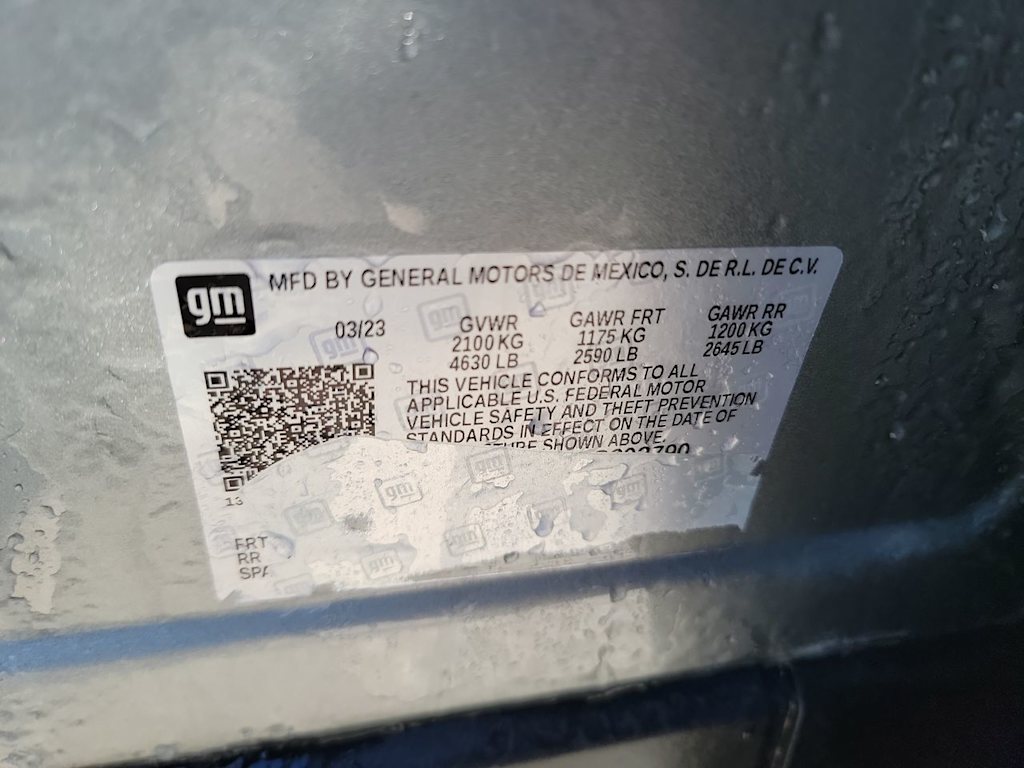 gm MFD BY GENERAL MOTORS DE MEXICO, S. DE R.L. DE C.V.
03/23 GVWR GAWR FRT GAWR RR
2100 KG 1175 KG 1200 KG
4630 LB 2590 LB 2645 LB
THIS VEHICLE CONFORMS TO ALL
APPLICABLE U.S. FEDERAL MOTOR
VEHICLE SAFETY AND THEFT PREVENTION
STANDARDS IN EFFECT ON THE DATE OF
SHOWN ABOVE.
13
FRT
RR